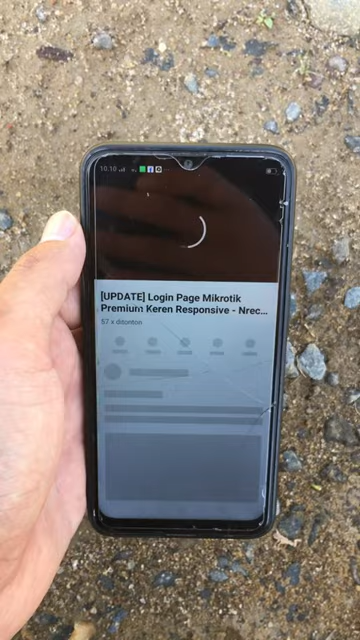 10.10
[UPDATE] Login Page Mikrotik
Premium Keren Responsive - Nrec...
57 x ditonton